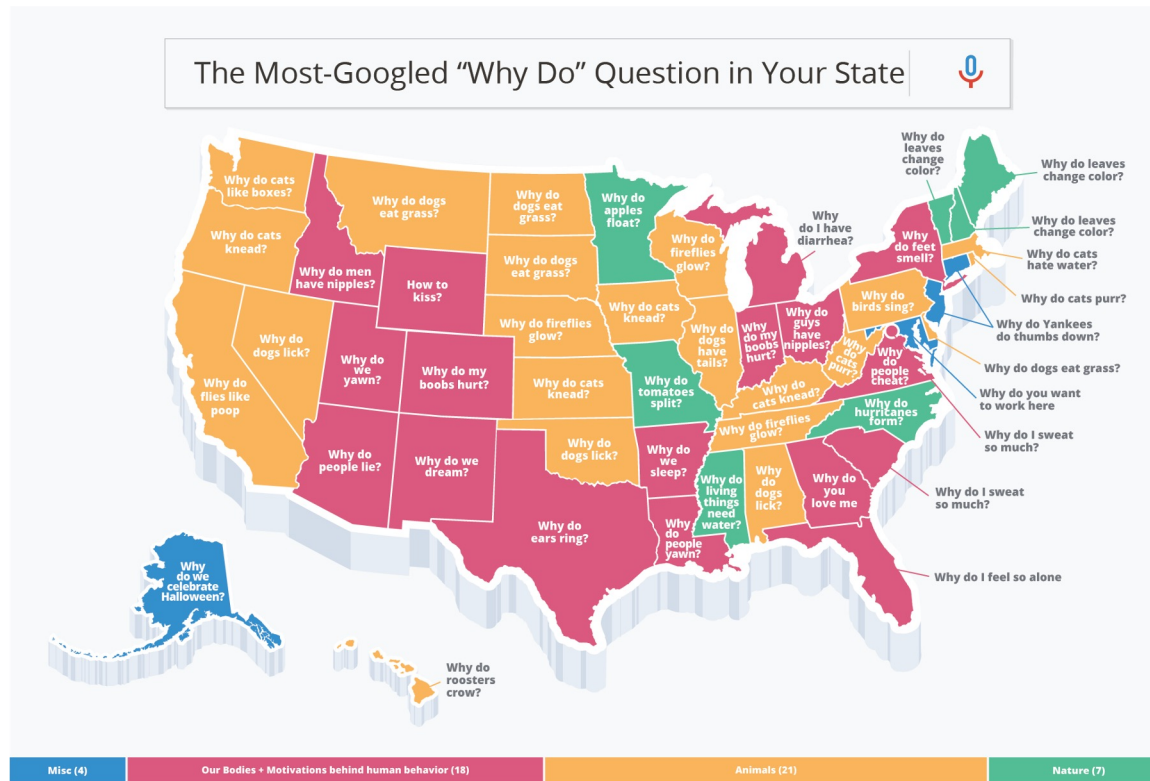 The Most-Googled “Why Do” Question in Your State
Why do cats
like boxes?
Why do cats
knead?
Why do
flies like
poop
Why do
dogs lick?
Why do men
have nipples?
Why do dogs
eat grass?
How to
kiss?
Why do
we
yawn?
Why do my
boobs hurt?
Why do
people lie?
Why do we
dream?
Why do
dogs eat
grass?
Why do
dogs eat
grass?
Why do fireflies
glow?
Why do cats
knead?
Why do
dogs lick?
Why do
ears ring?
Why do
apples
float?
Why do cats
knead?
Why do
tomatoes
split?
Why do
we
sleep?
Why
do
people
yawn?
Why do
fireflies
glow?
Why do
dogs
have
tails?
Why
do I have
diarrhea?
Why
do my
boobs
hurt?
Why do
guys
have
nipples?
Why do
cats knead?
Why do fireflies
glow?
Why do
living
things
need
water?
Why
do
dogs
lick?
Why do
you
love me
Why
do
cats
purr?
Why
do
people
cheat?
Why do
hurricanes
form?
Why do
birds sing?
Why
do feet
smell?
Why do
leaves
change
color?
Why do leaves
change color?
Why do leaves
change color?
Why do cats
hate water?
Why do cats purr?
Why do Yankees
do thumbs down?
Why do dogs eat grass?
Why do you want
to work here
Why do I sweat
so much?
Why do I sweat
so much?
Why do I feel so alone
Why
do we
celebrate
Halloween?
Why do
roosters
crow?
Misc (4)
Our Bodies + Motivations behind human behavior (18)
Animals (21)
Nature (7)